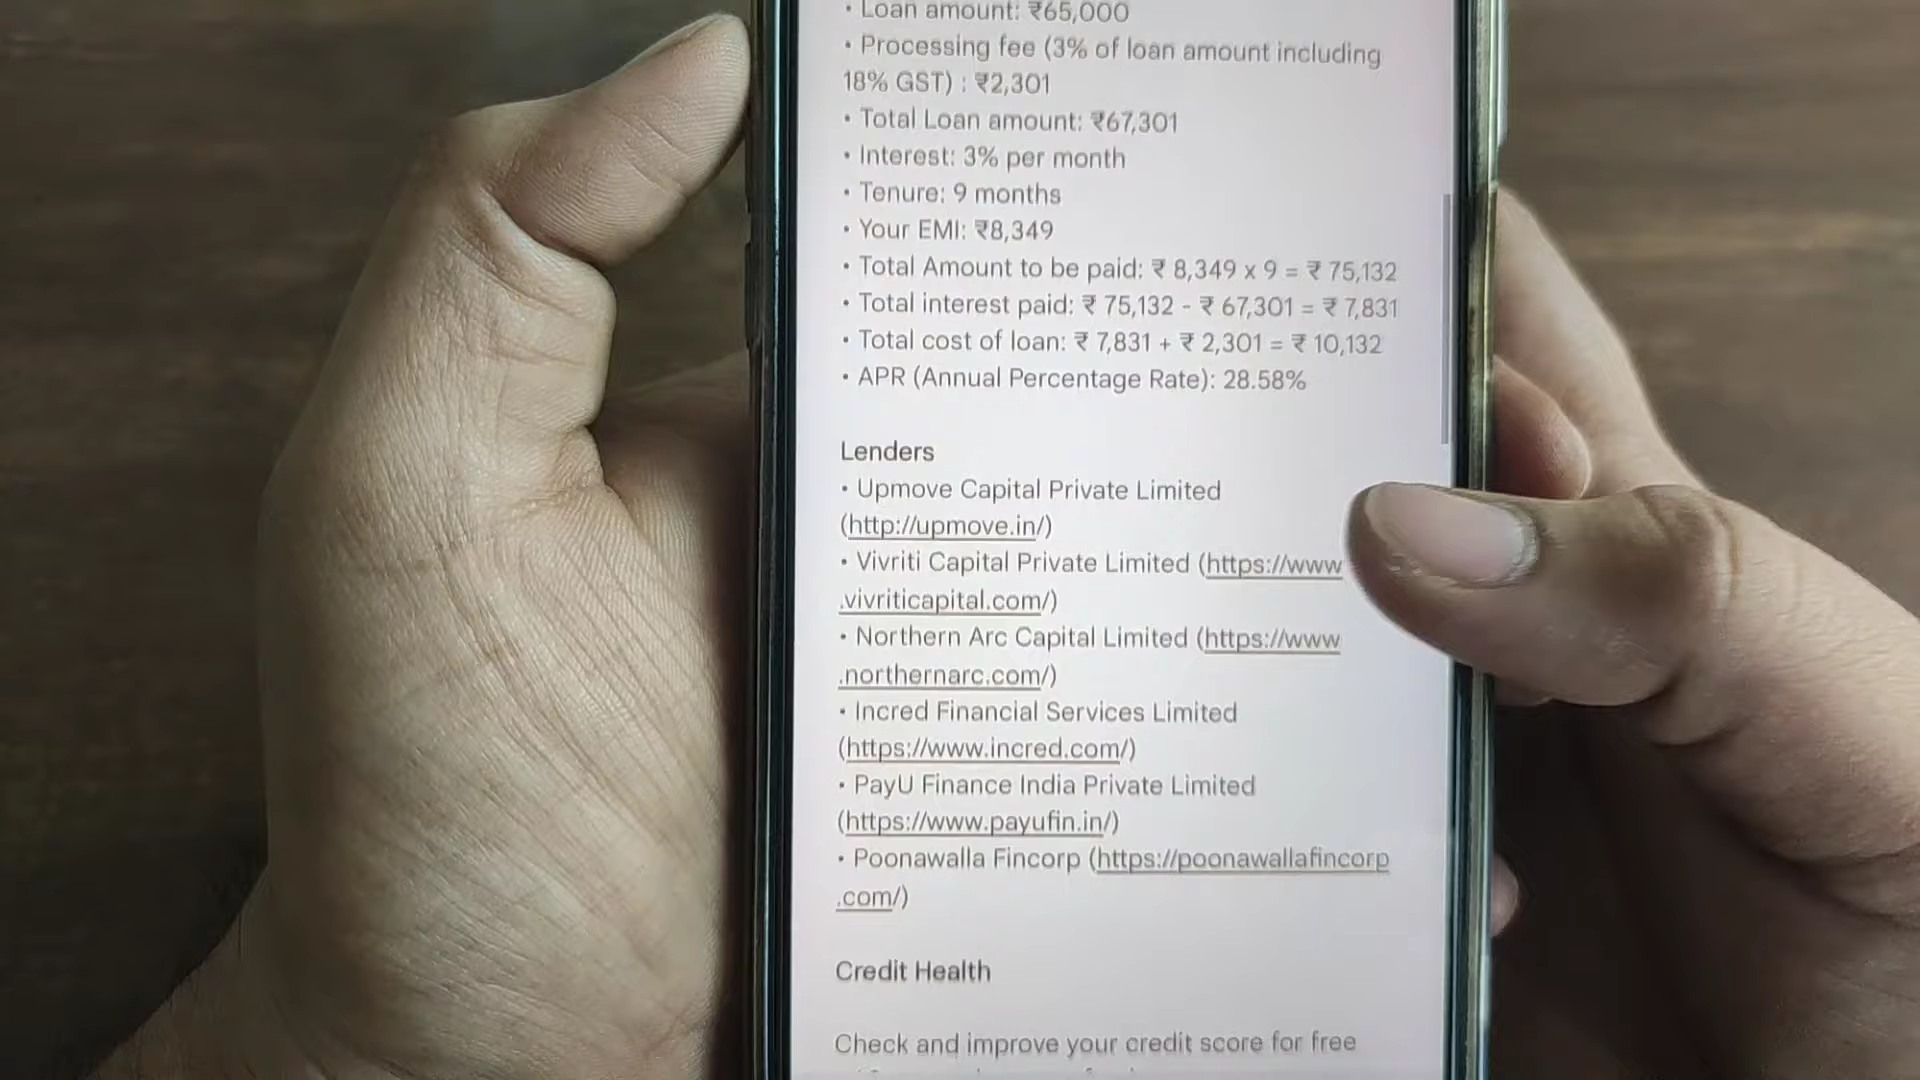 • Loan amount: ₹65,000
• Processing fee (3% of loan amount including
18% GST) : ₹2,301
• Total Loan amount: ₹67,301
• Interest: 3% per month
• Tenure: 9 months
• Your EMI: ₹8,349
• Total Amount to be paid: ₹ 8,349 x 9 = ₹ 75,132
• Total interest paid: ₹ 75,132 - ₹ 67,301 = ₹ 7,831
• Total cost of loan: ₹ 7,831 + ₹ 2,301 = ₹ 10,132
• APR (Annual Percentage Rate): 28.58%
Lenders
• Upmove Capital Private Limited
(http://upmove.in/)
• Vivriti Capital Private Limited (https://www
.vivriticapital.com/)
• Northern Arc Capital Limited (https://www
.northernarc.com/)
• Incred Financial Services Limited
(https://www.incred.com/)
• PayU Finance India Private Limited
(https://www.payufin.in/)
• Poonawalla Fincorp (https://poonawallafincorp
.com/)
Credit Health
Check and improve your credit score for free